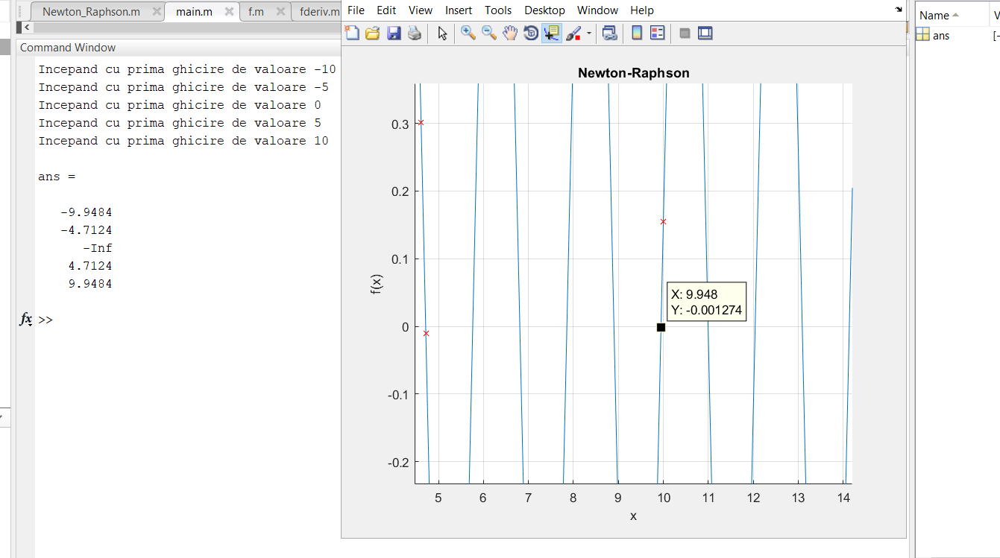 Newton_Raphson.m
main.m
f.m
fderiv.m
File Edit View Insert Tools Desktop Window Help
Name
ans
Command Window
Incepand cu prima ghicire de valoare -10
Incepand cu prima ghicire de valoare -5
Incepand cu prima ghicire de valoare 0
Incepand cu prima ghicire de valoare 5
Incepand cu prima ghicire de valoare 10
ans =
-9.9484
-4.7124
-Inf
4.7124
9.9484
fx >>
Newton-Raphson
f(x)
0.3
0.2
0.1
0
-0.1
-0.2
X: 9.948
Y: -0.001274
5 6 7 8 9 10 11 12 13 14
x